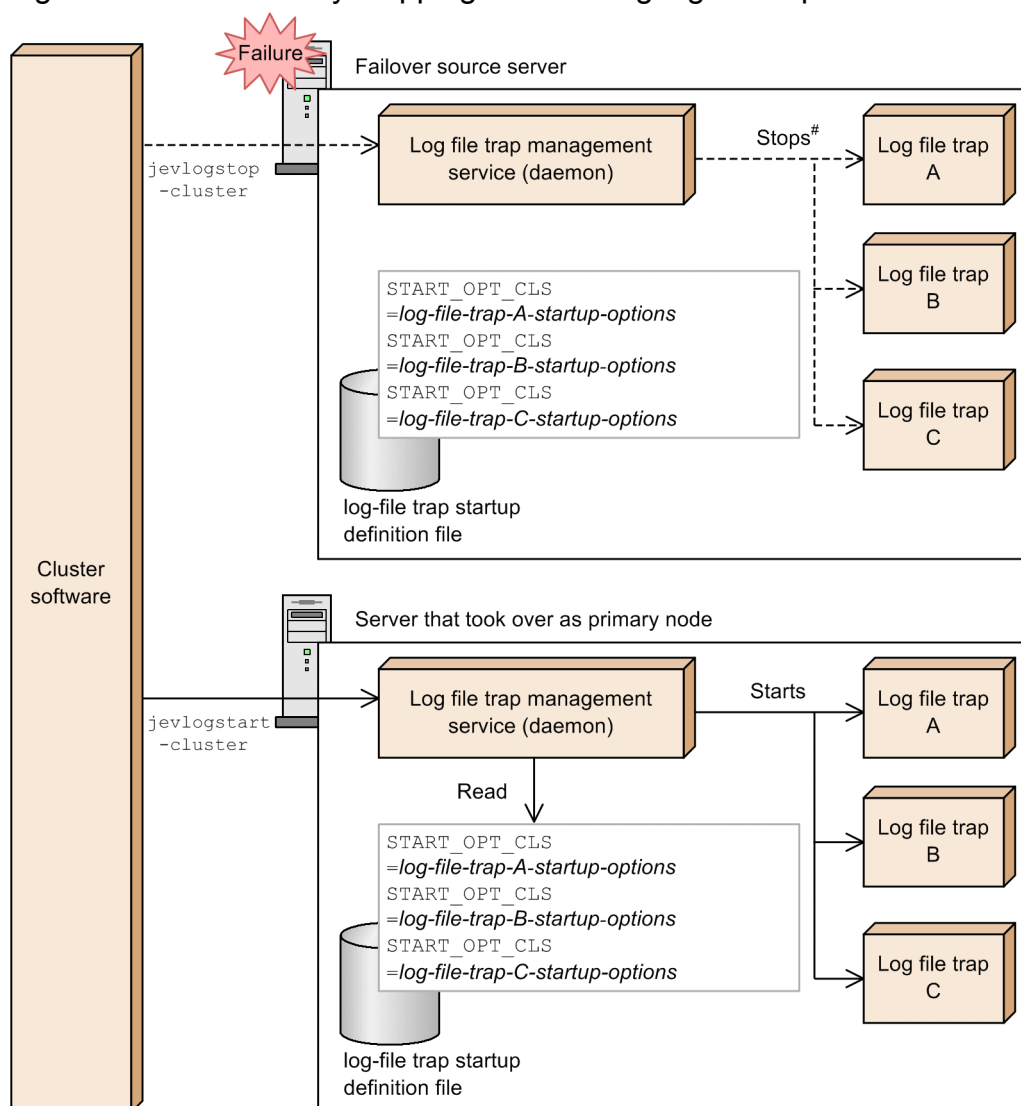 Failure
Failover source server
Log file trap management
service (daemon)
Stops#
Log file trap
A
jevlogstop
-cluster
Log file trap
B
START_OPT_CLS
=log-file-trap-A-startup-options
START_OPT_CLS
=log-file-trap-B-startup-options
START_OPT_CLS
=log-file-trap-C-startup-options
Log file trap
C
log-file trap startup
definition file
Cluster
software
Server that took over as primary node
Log file trap management
service (daemon)
Starts
Log file trap
A
jevlogstart
-cluster
Read
Log file trap
B
START_OPT_CLS
=log-file-trap-A-startup-options
START_OPT_CLS
=log-file-trap-B-startup-options
START_OPT_CLS
=log-file-trap-C-startup-options
Log file trap
C
log-file trap startup
definition file